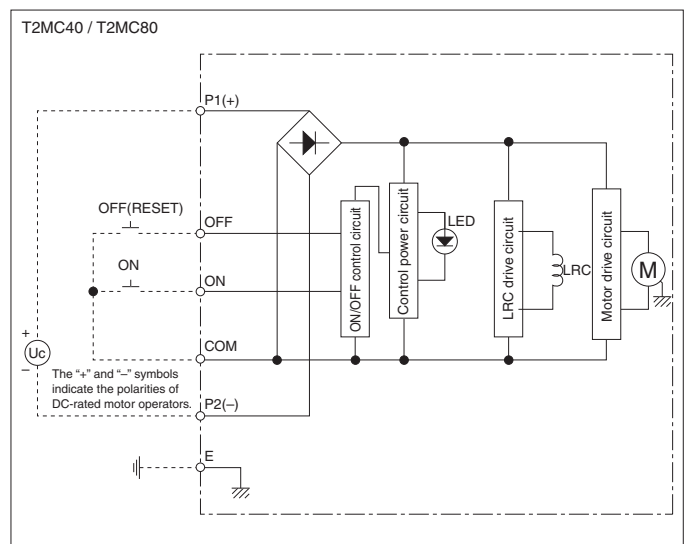 T2MC40 / T2MC80
P1(+)
OFF(RESET)
OFF
ON
ON
COM
+
Uc
–
The “+” and “–” symbols
indicate the polarities of
DC-rated motor operators.
P2(–)
E
ON/OFF control circuit
Control power circuit
LED
LRC drive circuit
LRC
Motor drive circuit
M